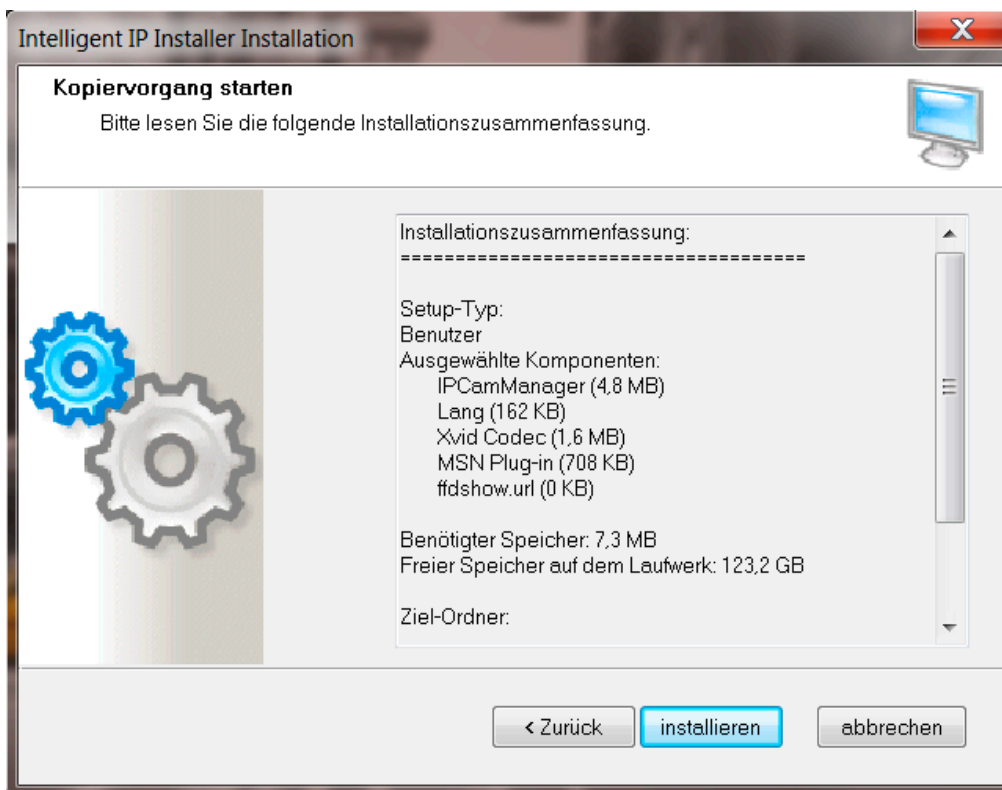 Intelligent IP Installer Installation
Kopiervorgang starten
Bitte lesen Sie die folgende Installationszusammenfassung.
Installationszusammenfassung:
=====================================
Setup-Typ:
Benutzer
Ausgewählte Komponenten:
IPCamManager (4,8 MB)
Lang (162 KB)
Xvid Codec (1,6 MB)
MSN Plug-in (708 KB)
ffdshow.url (0 KB)
Benötigter Speicher: 7,3 MB
Freier Speicher auf dem Laufwerk: 123,2 GB
Ziel-Ordner:
< Zurück
installieren
abbrechen